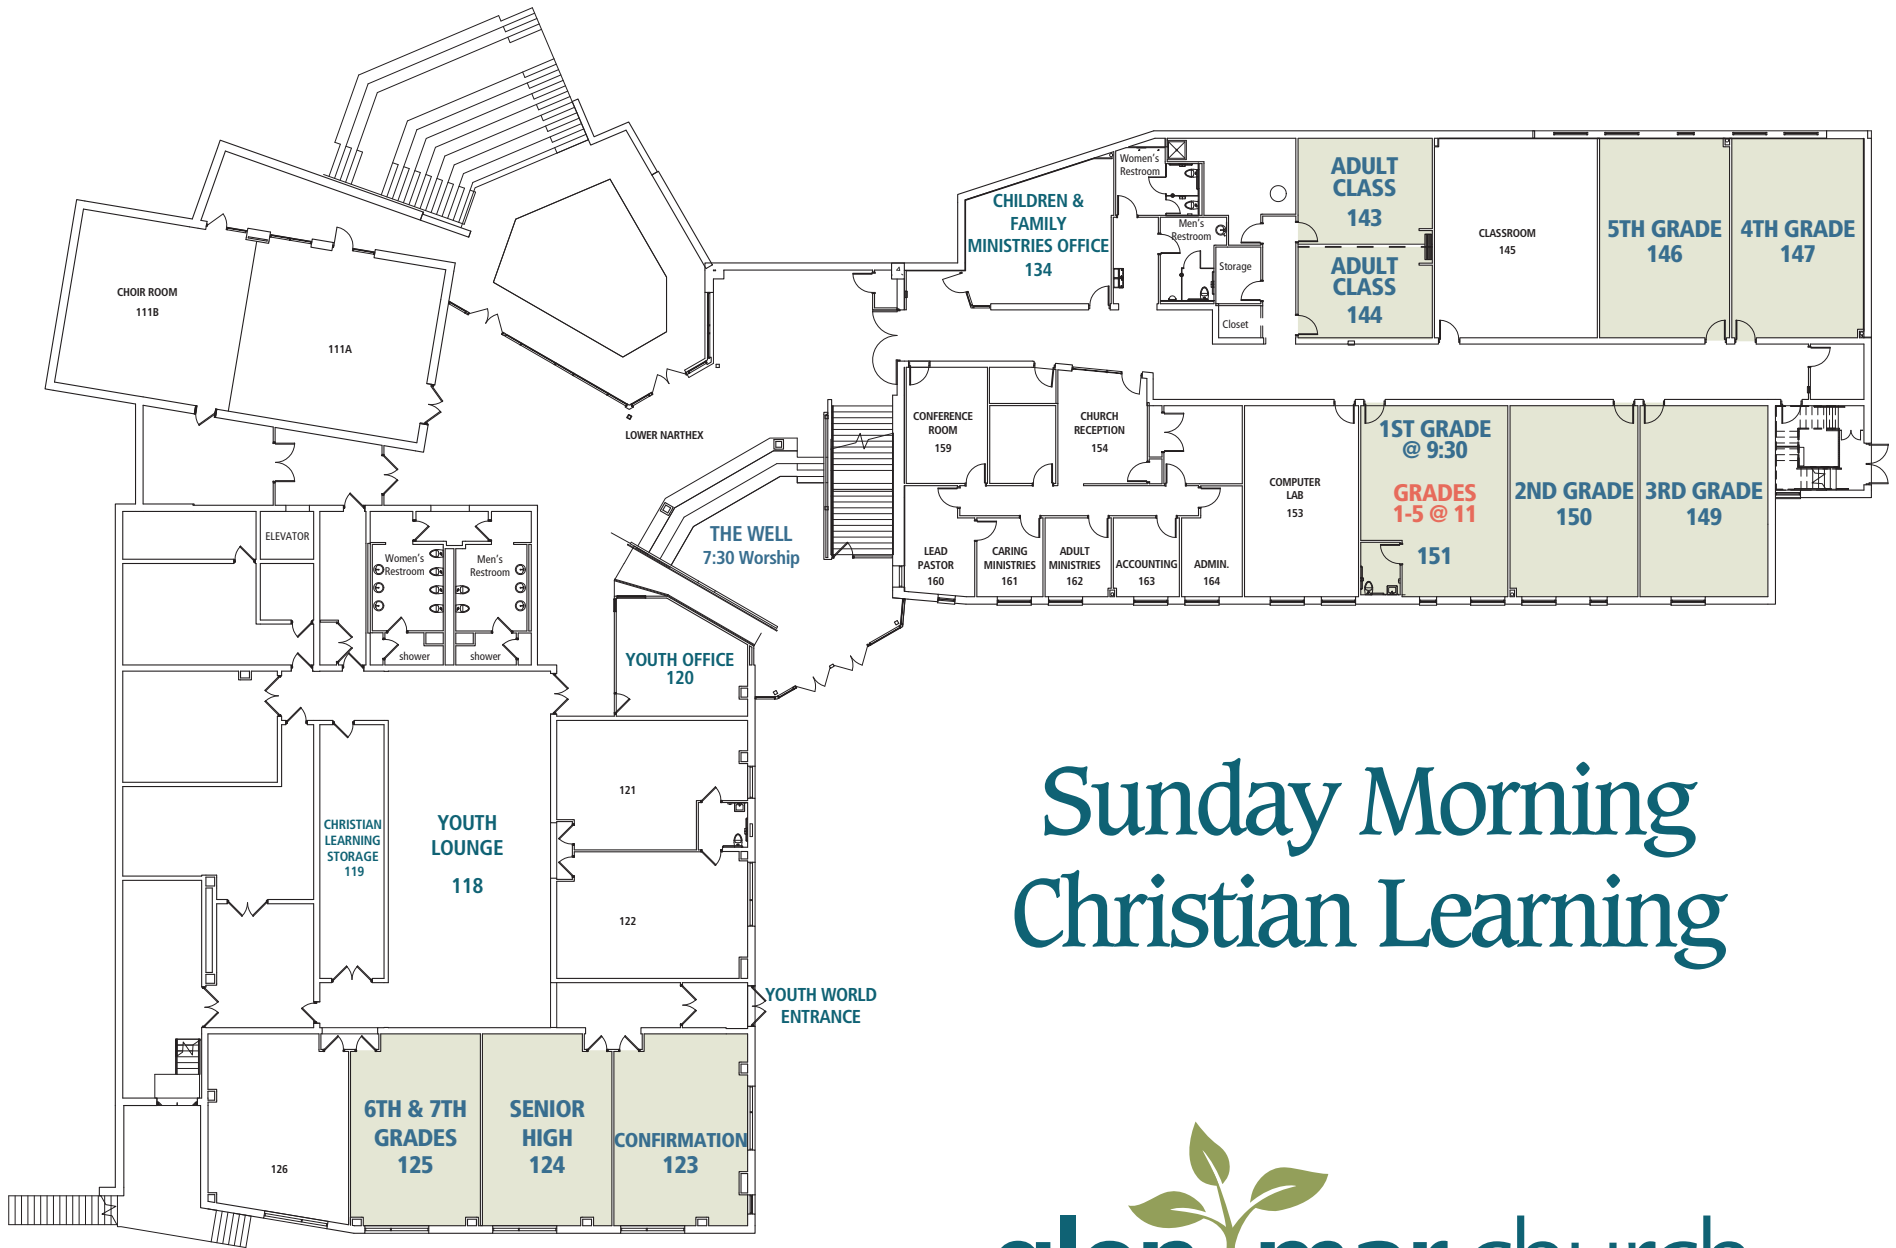 CHOIR ROOM
111B
111A
LOWER NARTHEX
CHILDREN &
FAMILY
MINISTRIES OFFICE
134
Women's
Restroom
Men's
Restroom
Storage
Closet
ADULT
CLASS
143
ADULT
CLASS
144
CLASSROOM
145
5TH GRADE
146
4TH GRADE
147
CONFERENCE
ROOM
159
CHURCH
RECEPTION
154
COMPUTER
LAB
153
1ST GRADE
@ 9:30
GRADES
1-5 @ 11
151
2ND GRADE
150
3RD GRADE
149
LEAD
PASTOR
160
CARING
MINISTRIES
161
ADULT
MINISTRIES
162
ACCOUNTING
163
ADMIN.
164
THE WELL
7:30 Worship
ELEVATOR
Women's
Restroom
Men's
Restroom
shower
shower
YOUTH OFFICE
120
121
122
CHRISTIAN
LEARNING
STORAGE
119
YOUTH
LOUNGE
118
YOUTH WORLD
ENTRANCE
126
6TH & 7TH
GRADES
125
SENIOR
HIGH
124
CONFIRMATION
123
Sunday Morning
Christian Learning
glen mar church